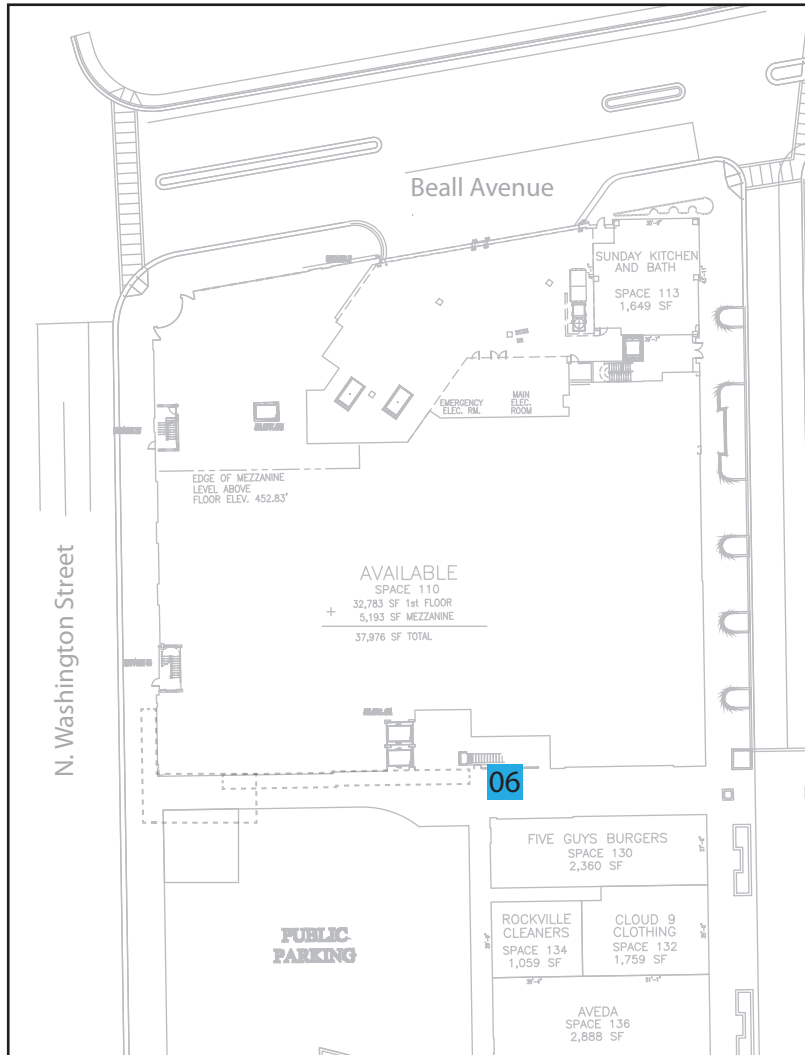 Beall Avenue
SUNDAY KITCHEN
AND BATH
SPACE 113
1,649 SF
EMERGENCY
ELEC. RM.
MAIN
ELEC.
ROOM
EDGE OF MEZZANINE
LEVEL ABOVE
FLOOR ELEV. 452.83'
N. Washington Street
AVAILABLE
SPACE 110
32,783 SF 1st FLOOR
+ 5,193 SF MEZZANINE
37,976 SF TOTAL
06
FIVE GUYS BURGERS
SPACE 130
2,360 SF
ROCKVILLE
CLEANERS
SPACE 134
1,059 SF
CLOUD 9
CLOTHING
SPACE 132
1,759 SF
PUBLIC
PARKING
AVEDA
SPACE 136
2,888 SF